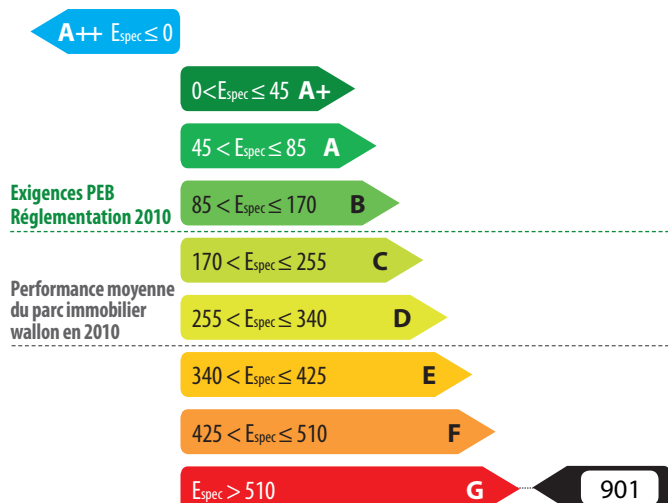 A++ Espec ≤ 0
0<Espec ≤ 45 A+
45 < Espec ≤ 85 A
Exigences PEB
Réglementation 2010
85 < Espec ≤ 170 B
170 < Espec ≤ 255 C
Performance moyenne
du parc immobilier
wallon en 2010
255 < Espec ≤ 340 D
340 < Espec ≤ 425 E
425 < Espec ≤ 510 F
Espec > 510 G 901